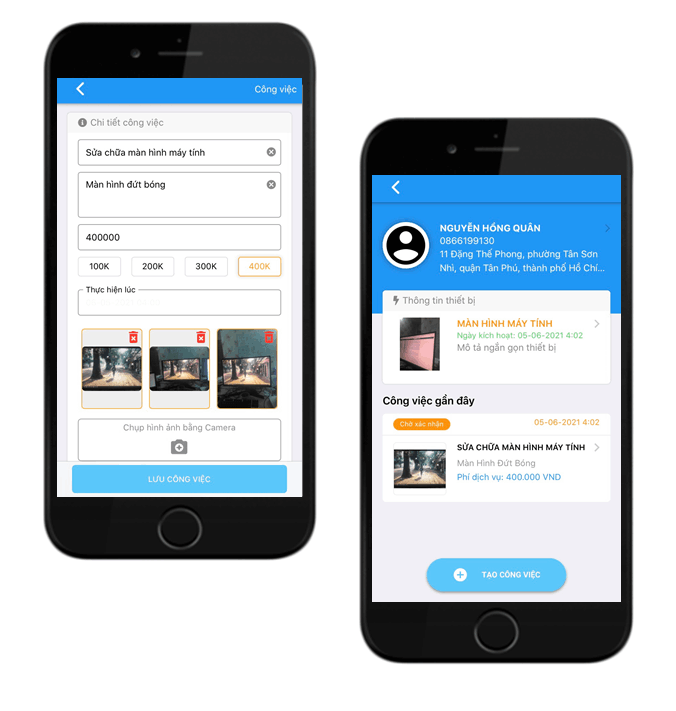 Công việc
Chi tiết công việc
Sửa chữa màn hình máy tính
Màn hình đứt bóng
400000
100K
200K
300K
400K
Thực hiện lúc
Chụp hình ảnh bằng Camera
LƯU CÔNG VIỆC
NGUYỄN HỒNG QUÂN
0866199130
11 Đặng Thế Phong, phường Tân Sơn
Nhì, quận Tân Phú, thành phố Hồ Chí...
Thông tin thiết bị
MÀN HÌNH MÁY TÍNH
Ngày kích hoạt: 05-06-2021 4:02
Mô tả ngắn gọn thiết bị
Công việc gần đây
Chờ xác nhận
05-06-2021 4:02
SỬA CHỮA MÀN HÌNH MÁY TÍNH
Màn Hình Đứt Bóng
Phí dịch vụ: 400.000 VND
TẠO CÔNG VIỆC